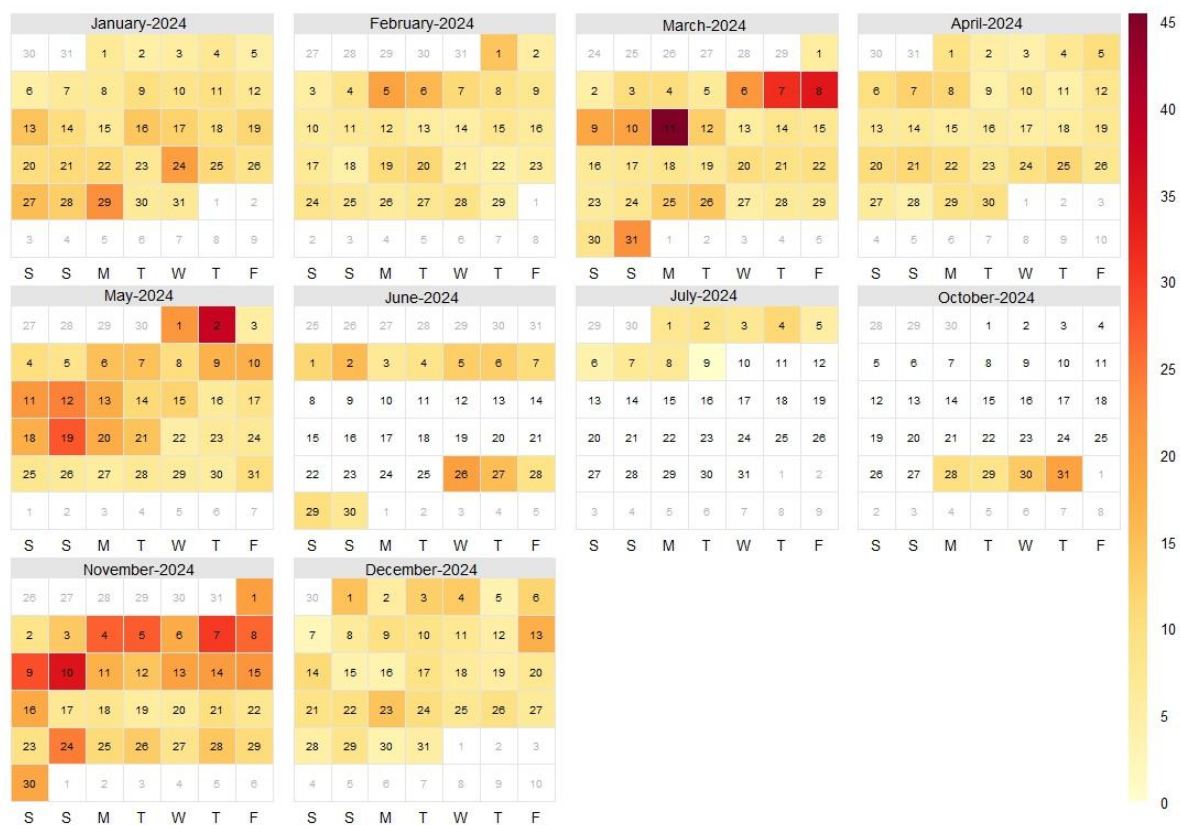 January-2024
30 31 1 2 3 4 5
6 7 8 9 10 11 12
13 14 15 16 17 18 19
20 21 22 23 24 25 26
27 28 29 30 31 1 2
3 4 5 6 7 8 9
S S M T W T F
February-2024
27 28 29 30 31 1 2
3 4 5 6 7 8 9
10 11 12 13 14 15 16
17 18 19 20 21 22 23
24 25 26 27 28 29 1
2 3 4 5 6 7 8
S S M T W T F
March-2024
24 25 26 27 28 29 1
2 3 4 5 6 7 8
9 10 11 12 13 14 15
16 17 18 19 20 21 22
23 24 25 26 27 28 29
30 31 1 2 3 4 5
S S M T W T F
April-2024
30 31 1 2 3 4 5
6 7 8 9 10 11 12
13 14 15 16 17 18 19
20 21 22 23 24 25 26
27 28 29 30 1 2 3
4 5 6 7 8 9 10
S S M T W T F
May-2024
27 28 29 30 1 2 3
4 5 6 7 8 9 10
11 12 13 14 15 16 17
18 19 20 21 22 23 24
25 26 27 28 29 30 31
1 2 3 4 5 6 7
S S M T W T F
June-2024
25 26 27 28 29 30 31
1 2 3 4 5 6 7
8 9 10 11 12 13 14
15 16 17 18 19 20 21
22 23 24 25 26 27 28
29 30 1 2 3 4 5
S S M T W T F
July-2024
29 30 1 2 3 4 5
6 7 8 9 10 11 12
13 14 15 16 17 18 19
20 21 22 23 24 25 26
27 28 29 30 31 1 2
3 4 5 6 7 8 9
S S M T W T F
October-2024
28 29 30 1 2 3 4
5 6 7 8 9 10 11
12 13 14 15 16 17 18
19 20 21 22 23 24 25
26 27 28 29 30 31 1
2 3 4 5 6 7 8
S S M T W T F
November-2024
26 27 28 29 30 31 1
2 3 4 5 6 7 8
9 10 11 12 13 14 15
16 17 18 19 20 21 22
23 24 25 26 27 28 29
30 1 2 3 4 5 6
S S M T W T F
December-2024
30 1 2 3 4 5 6
7 8 9 10 11 12 13
14 15 16 17 18 19 20
21 22 23 24 25 26 27
28 29 30 31 1 2 3
4 5 6 7 8 9 10
S S M T W T F
45
40
35
30
25
20
15
10
5
0